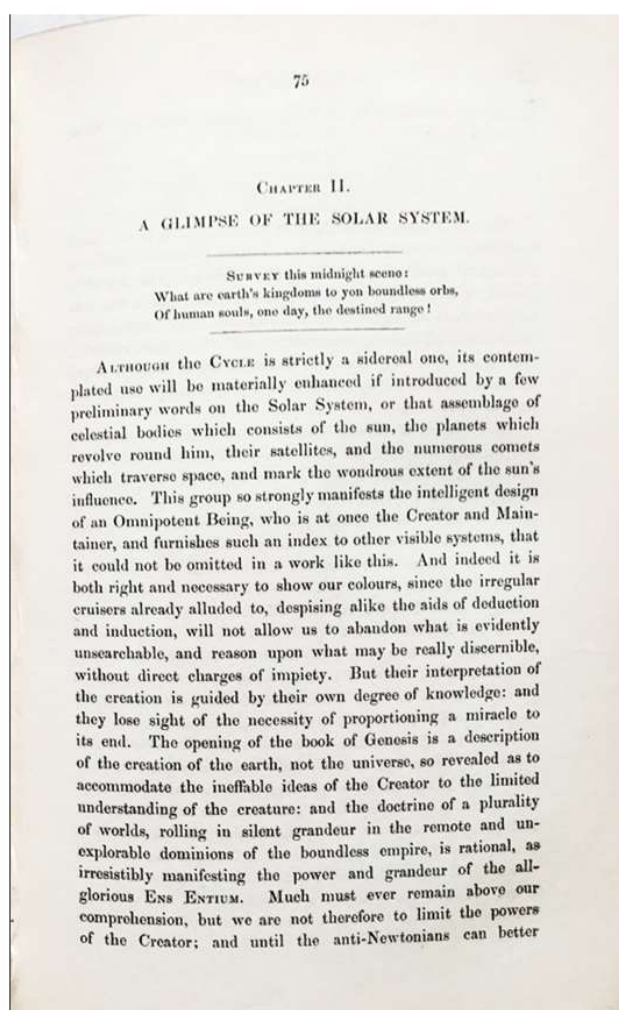 75
CHAPTER II.
A GLIMPSE OF THE SOLAR SYSTEM.
SURVEY this midnight scene:
What are earth's kingdoms to yon boundless orbs,
Of human souls, one day, the destined range!
ALTHOUGH the CYCLE is strictly a sidereal one, its contem-
plated use will be materially enhanced if introduced by a few
preliminary words on the Solar System, or that assemblage of
celestial bodies which consists of the sun, the planets which
revolve round him, their satellites, and the numerous comets
which traverse space, and mark the wondrous extent of the sun's
influence. This group so strongly manifests the intelligent design
of an Omnipotent Being, who is at once the Creator and Main-
tainer, and furnishes such an index to other visible systems, that
it could not be omitted in a work like this. And indeed it is
both right and necessary to show our colours, since the irregular
cruisers already alluded to, despising alike the aids of deduction
and induction, will not allow us to abandon what is evidently
unsearchable, and reason upon what may be really discernible,
without direct charges of impiety. But their interpretation of
the creation is guided by their own degree of knowledge: and
they lose sight of the necessity of proportioning a miracle to
its end. The opening of the book of Genesis is a description
of the creation of the earth, not the universe, so revealed as to
accommodate the ineffable ideas of the Creator to the limited
understanding of the creature: and the doctrine of a plurality
of worlds, rolling in silent grandeur in the remote and un-
explorable dominions of the boundless empire, is rational, as
irresistibly manifesting the power and grandeur of the all-
glorious ENS ENTIUM. Much must ever remain above our
comprehension, but we are not therefore to limit the powers
of the Creator; and until the anti-Newtonians can better